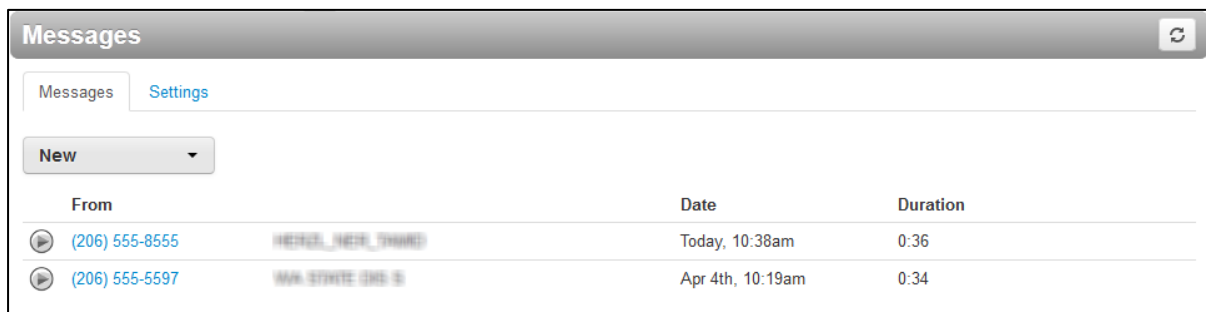 Messages
Messages Settings
New
From Date Duration
(206) 555-8555 Today, 10:38am 0:36
(206) 555-5597 Apr 4th, 10:19am 0:34